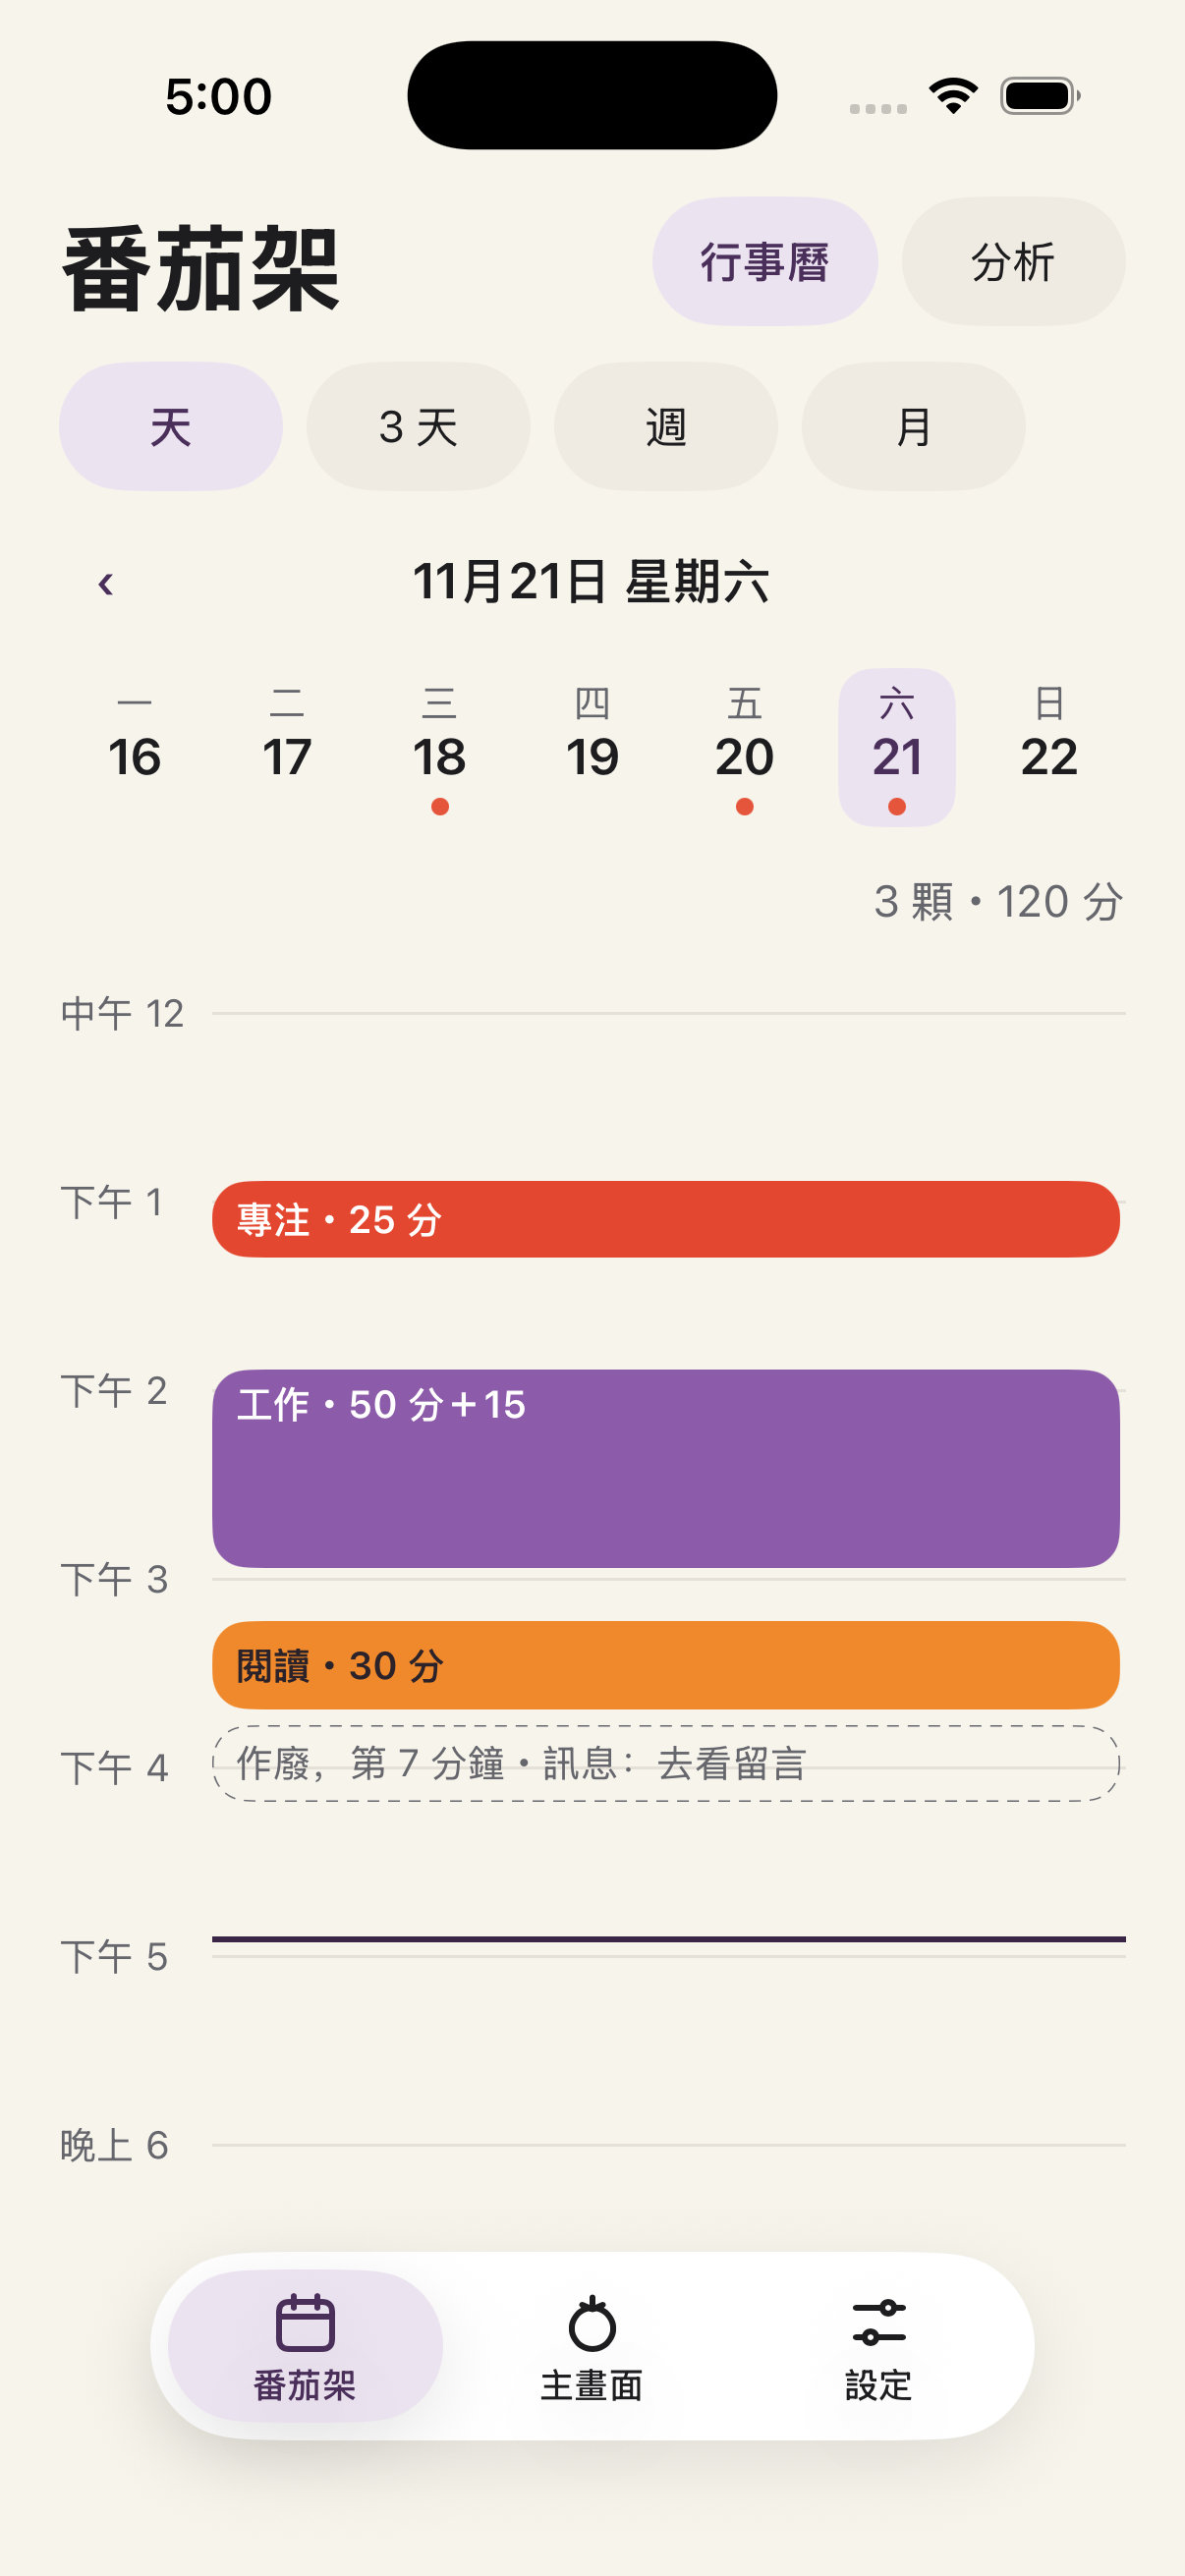 5:00
番茄架
行事曆
分析
天
3 天
週
月
‹
11月21日 星期六
一 二 三 四 五 六 日
16 17 18 19 20 21 22
3 顆・120 分
中午 12
下午 1
專注・25 分
下午 2
工作・50 分+15
下午 3
閱讀・30 分
下午 4
作廢，第 7 分鐘・訊息：去看留言
下午 5
晚上 6
番茄架
主畫面
設定